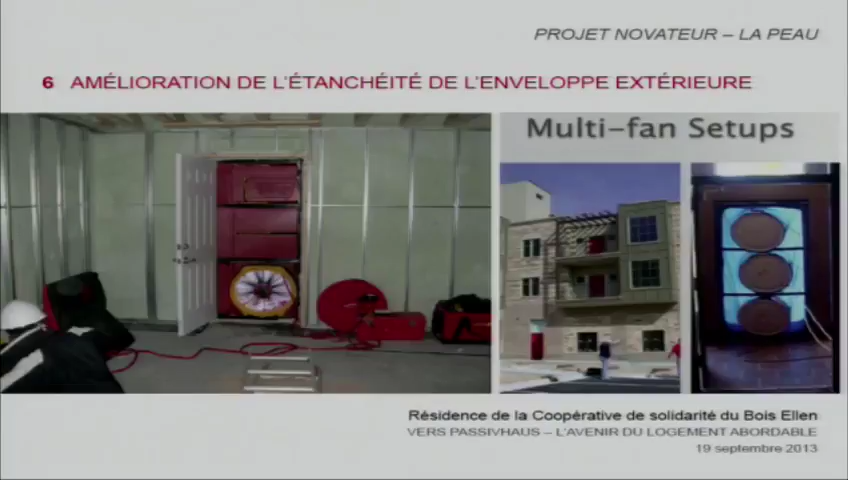 PROJET NOVATEUR – LA PEAU
6 AMÉLIORATION DE L'ÉTANCHÉITÉ DE L'ENVELOPPE EXTÉRIEURE
Multi-fan Setups
Résidence de la Coopérative de solidarité du Bois Ellen
VERS PASSIVHAUS – L'AVENIR DU LOGEMENT ABORDABLE
19 septembre 2013